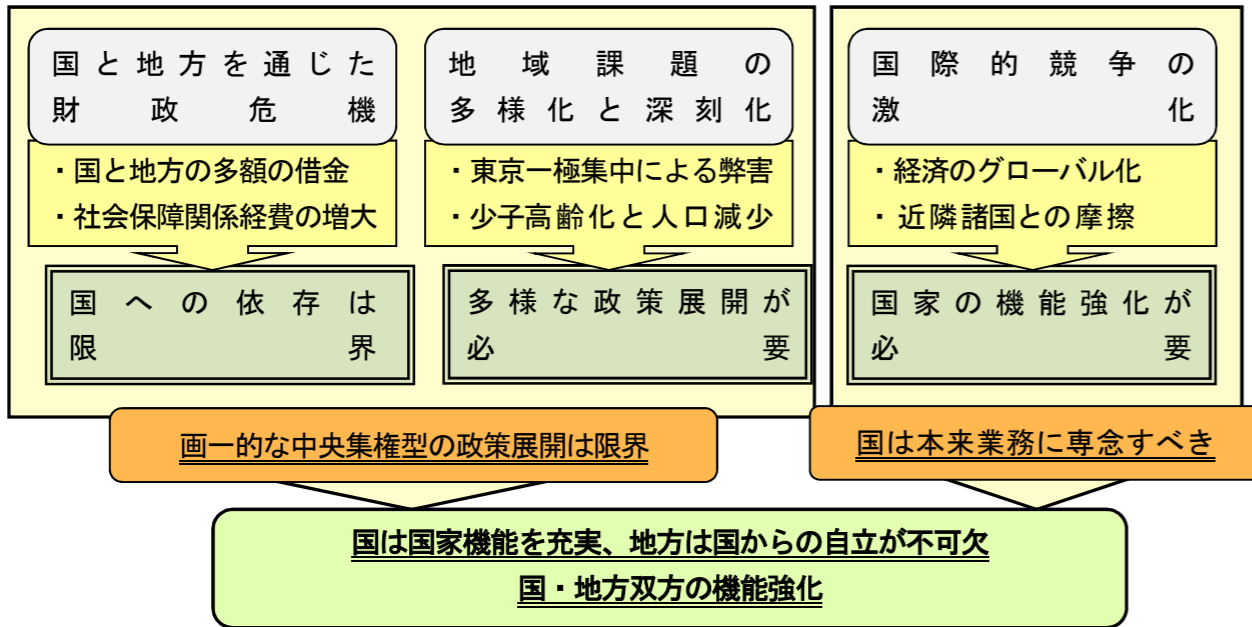 国と地方を通じた
財政危機
・国と地方の多額の借金
・社会保障関係経費の増大
国への依存は
限界
地域課題の
多様化と深刻化
・東京一極集中による弊害
・少子高齢化と人口減少
多様な政策展開が
必要
国際的競争の
激化
・経済のグローバル化
・近隣諸国との摩擦
国家の機能強化が
必要
画一的な中央集権型の政策展開は限界
国は本来業務に専念すべき
国は国家機能を充実、地方は国からの自立が不可欠
国・地方双方の機能強化